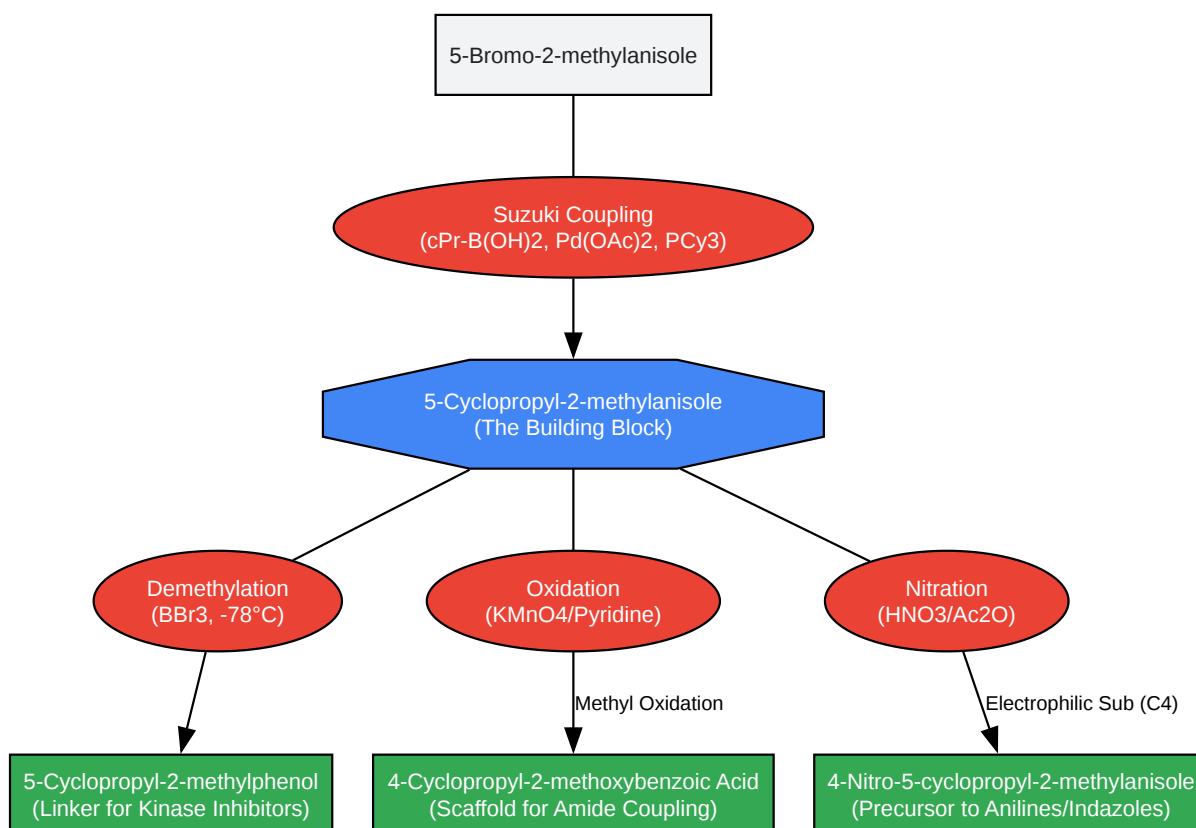 5-Bromo-2-methylanisole
Suzuki Coupling
(cPr-B(OH)2, Pd(OAc)2, PCy3)
5-Cyclopropyl-2-methylanisole
(The Building Block)
Demethylation
(BBr3, -78°C)
Oxidation
(KMnO4/Pyridine)
Nitration
(HNO3/Ac2O)
Methyl Oxidation
Electrophilic Sub (C4)
5-Cyclopropyl-2-methylphenol
(Linker for Kinase Inhibitors)
4-Cyclopropyl-2-methoxybenzoic Acid
(Scaffold for Amide Coupling)
4-Nitro-5-cyclopropyl-2-methylanisole
(Precursor to Anilines/Indazoles)